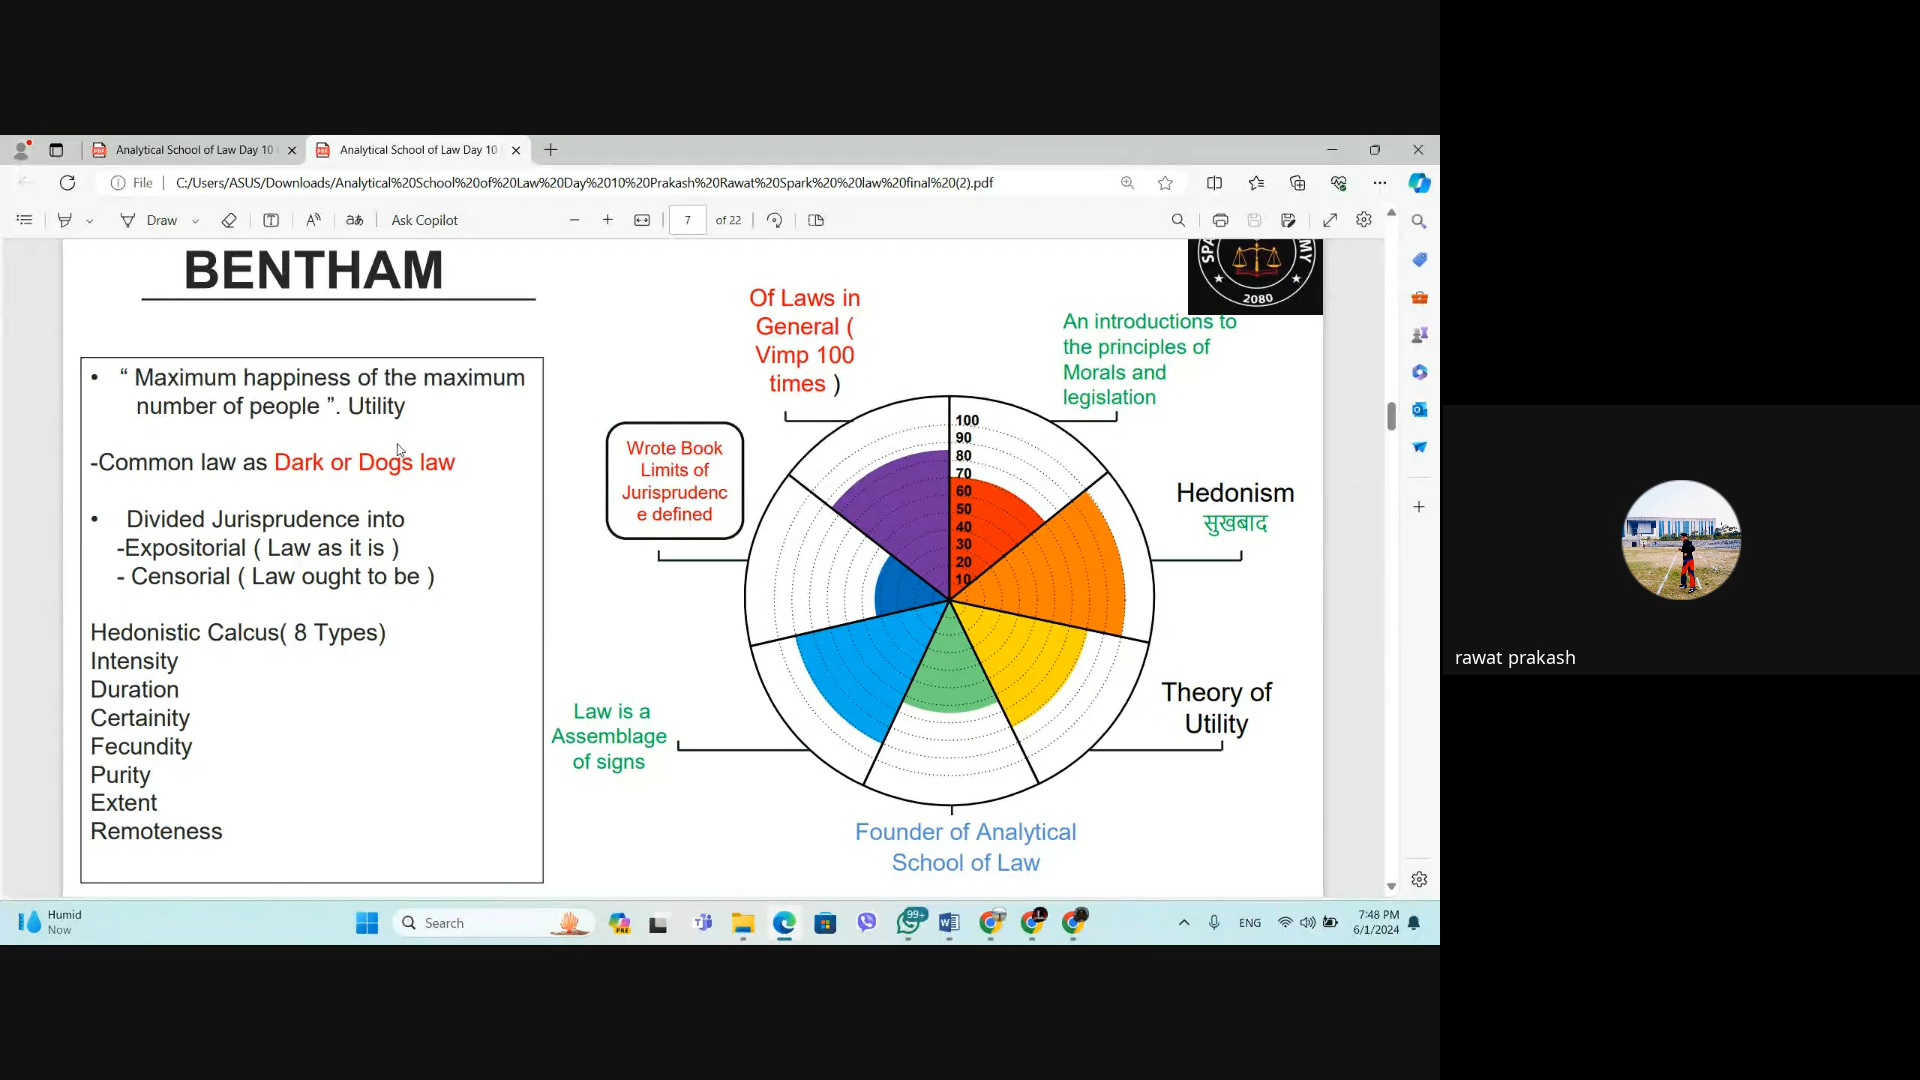 Analytical School of Law Day 10
Analytical School of Law Day 10
File
C:/Users/ASUS/Downloads/Analytical%20School%20of%20Law%20Day%2010%20Prakash%20Rawat%20Spark%20%20law%20final%20(2).pdf
Draw
aあ
Ask Copilot
7
of 22
BENTHAM
2080
“ Maximum happiness of the maximum
number of people ”. Utility
-Common law as Dark or Dogs law
Divided Jurisprudence into
-Expositorial ( Law as it is )
- Censorial ( Law ought to be )
Hedonistic Calcus( 8 Types)
Intensity
Duration
Certainity
Fecundity
Purity
Extent
Remoteness
Of Laws in
General (
Vimp 100
times )
An introductions to
the principles of
Morals and
legislation
Wrote Book
Limits of
Jurisprudenc
e defined
100
90
80
70
60
50
40
30
20
10
Hedonism
सुखबाद
Theory of
Utility
Law is a
Assemblage
of signs
Founder of Analytical
School of Law
rawat prakash
Humid
Now
Search
PRE
99+
ENG
7:48 PM
6/1/2024